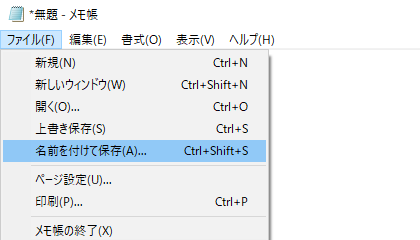 *無題 - メモ帳
ファイル(F) 編集(E) 書式(O) 表示(V) ヘルプ(H)
新規(N) Ctrl+N
新しいウィンドウ(W) Ctrl+Shift+N
開く(O)... Ctrl+O
上書き保存(S) Ctrl+S
名前を付けて保存(A)... Ctrl+Shift+S
ページ設定(U)...
印刷(P)... Ctrl+P
メモ帳の終了(X)